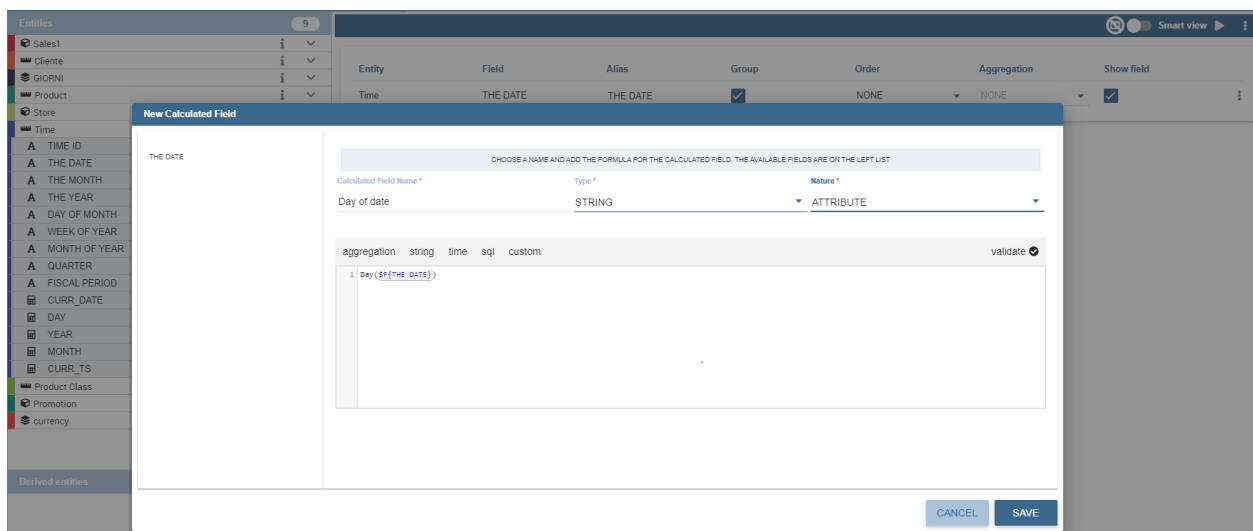 Entities 9
Smart view
Sales1
Cliente
GIORNI
Product
Store
Time
TIME ID
THE DATE
THE MONTH
THE YEAR
DAY OF MONTH
WEEK OF YEAR
MONTH OF YEAR
QUARTER
FISCAL PERIOD
CURR_DATE
DAY
YEAR
MONTH
CURR_TS
Product Class
Promotion
currency
Derived entities
Entity Field Alias Group Order Aggregation Show field
Time THE DATE THE DATE NONE NONE
New Calculated Field
THE DATE
CHOOSE A NAME AND ADD THE FORMULA FOR THE CALCULATED FIELD. THE AVAILABLE FIELDS ARE ON THE LEFT LIST
Calculated Field Name * Type * Nature *
Day of date STRING ATTRIBUTE
aggregation string time sql custom validate
1 Day($F{THE DATE})
CANCEL SAVE